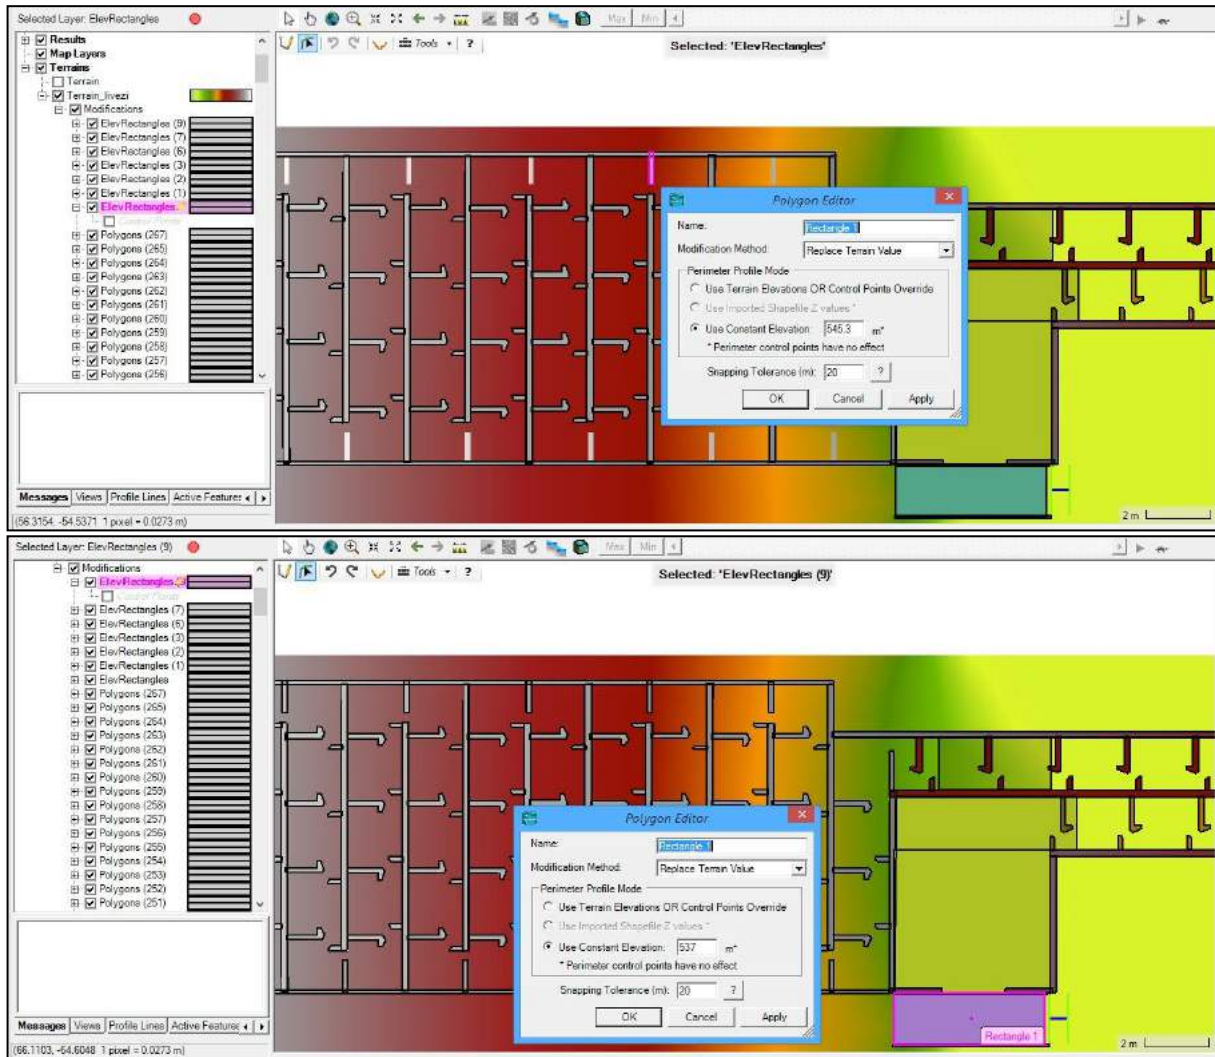 Selected Layer: ElevRectangles
Max Min
Results
Map Layers
Terrains
Terrain
Terrain_livezi
Modifications
ElevRectangles (9)
ElevRectangles (7)
ElevRectangles (6)
ElevRectangles (3)
ElevRectangles (2)
ElevRectangles (1)
ElevRectangles
Control Points
Polygons (267)
Polygons (265)
Polygons (264)
Polygons (263)
Polygons (262)
Polygons (261)
Polygons (260)
Polygons (259)
Polygons (258)
Polygons (257)
Polygons (256)
Messages Views Profile Lines Active Features
(56.3154, -54.5371 1 pixel = 0.0273 m)
Tools ?
Selected: 'ElevRectangles'
Polygon Editor
Name: Rectangle 1
Modification Method: Replace Terrain Value
Perimeter Profile Mode
Use Terrain Elevations OR Control Points Override
Use Imported Shapefile Z values *
Use Constant Elevation: 545.3 m*
* Perimeter control points have no effect
Snapping Tolerance (m): 20 ?
OK Cancel Apply
2 m
Selected Layer: ElevRectangles (9)
Max Min
Modifications
ElevRectangles
Control Points
ElevRectangles (7)
ElevRectangles (6)
ElevRectangles (3)
ElevRectangles (2)
ElevRectangles (1)
ElevRectangles
Polygons (267)
Polygons (265)
Polygons (264)
Polygons (263)
Polygons (262)
Polygons (261)
Polygons (260)
Polygons (259)
Polygons (258)
Polygons (257)
Polygons (256)
Polygons (255)
Polygons (254)
Polygons (253)
Polygons (252)
Polygons (251)
Messages Views Profile Lines Active Features
(66.1103, -54.6048 1 pixel = 0.0273 m)
Tools ?
Selected: 'ElevRectangles (9)'
Polygon Editor
Name: Rectangle 1
Modification Method: Replace Terrain Value
Perimeter Profile Mode
Use Terrain Elevations OR Control Points Override
Use Imported Shapefile Z values *
Use Constant Elevation: 537 m*
* Perimeter control points have no effect
Snapping Tolerance (m): 20 ?
OK Cancel Apply
Rectangle 1
2 m